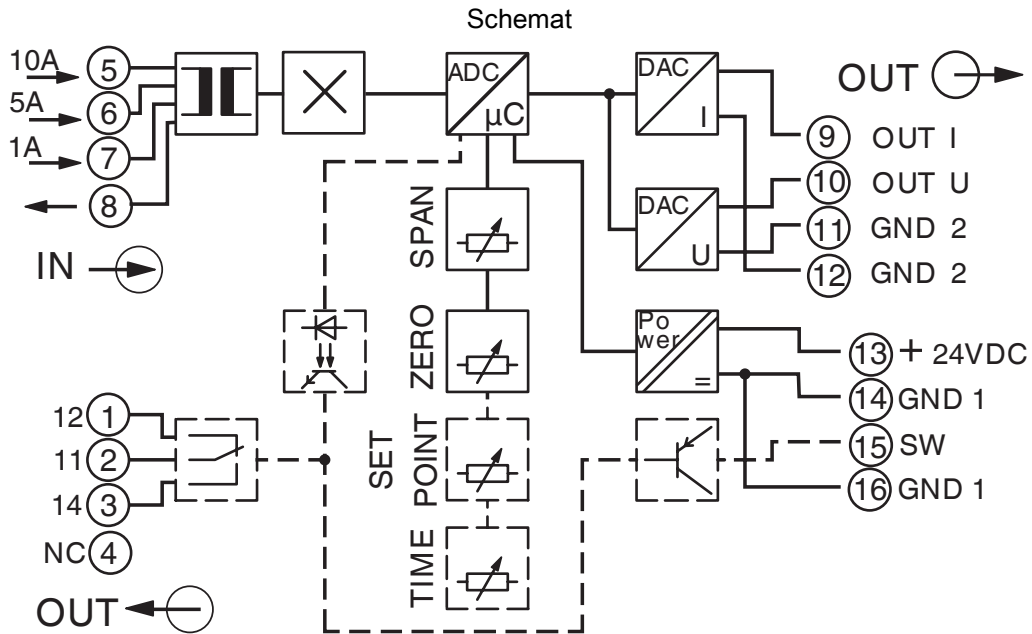 Schemat
10A
5
5A
6
1A
7
8
IN
ADC
µC
DAC
I
DAC
U
OUT
9
OUT I
10
OUT U
11
GND 2
12
GND 2
SPAN
ZERO
SET
POINT
TIME
Po
wer
=
13
+ 24VDC
14
GND 1
15
SW
16
GND 1
12
1
11
2
14
3
NC
4
OUT